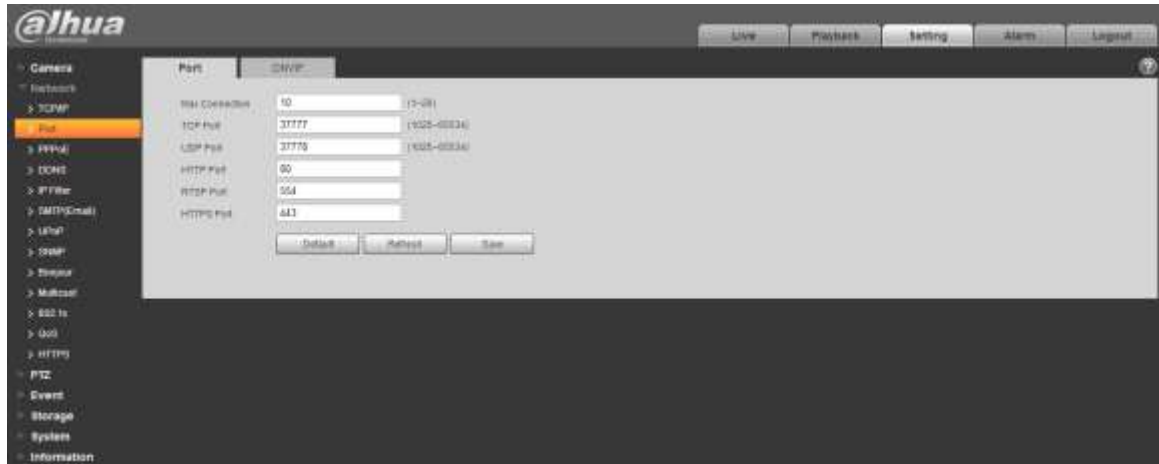 alhua
Live Playback Setting Alarm Logout
Camera
Network
TCP/IP
Port
PPPoE
DDNS
IP Filter
SMTP(Email)
UPnP
SNMP
Bonjour
Multicast
802.1x
QoS
HTTPS
PTZ
Event
Storage
System
Information
Port ONVIF
Max Connection 10
TCP Port 37777 (1025~65534)
UDP Port 37778 (1025~65534)
HTTP Port 80
RTSP Port 554
HTTPS Port 443
Default Refresh Save